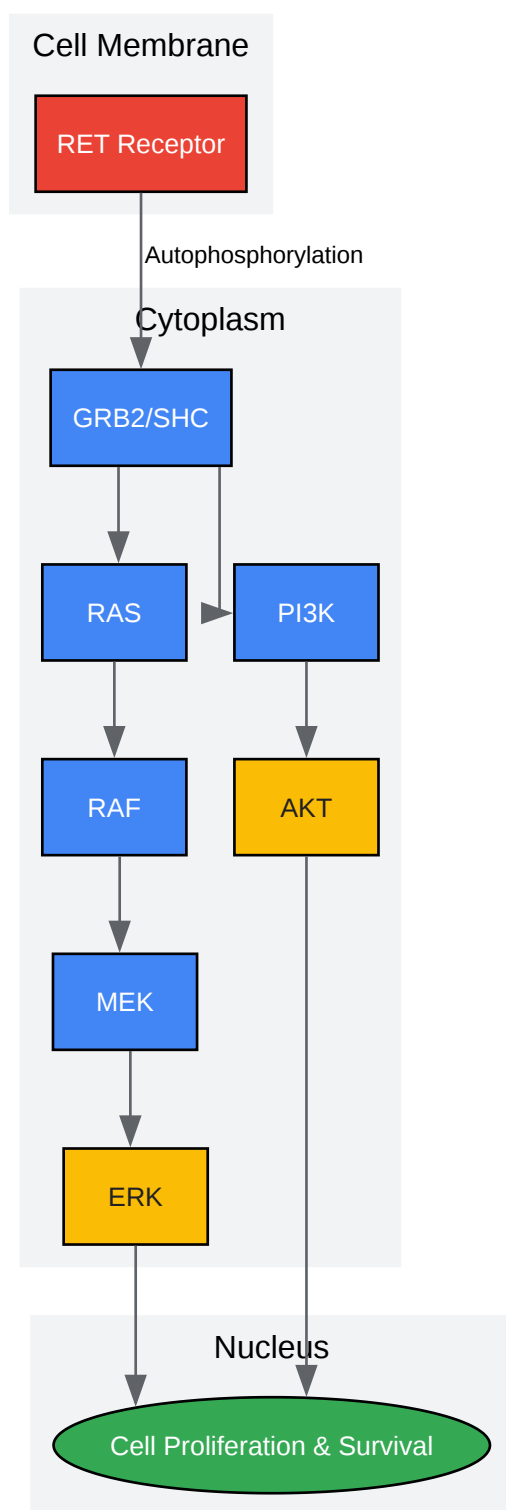 Cell Membrane
RET Receptor
Autophosphorylation
Cytoplasm
GRB2/SHC
RAS
PI3K
RAF
AKT
MEK
ERK
Nucleus
Cell Proliferation & Survival